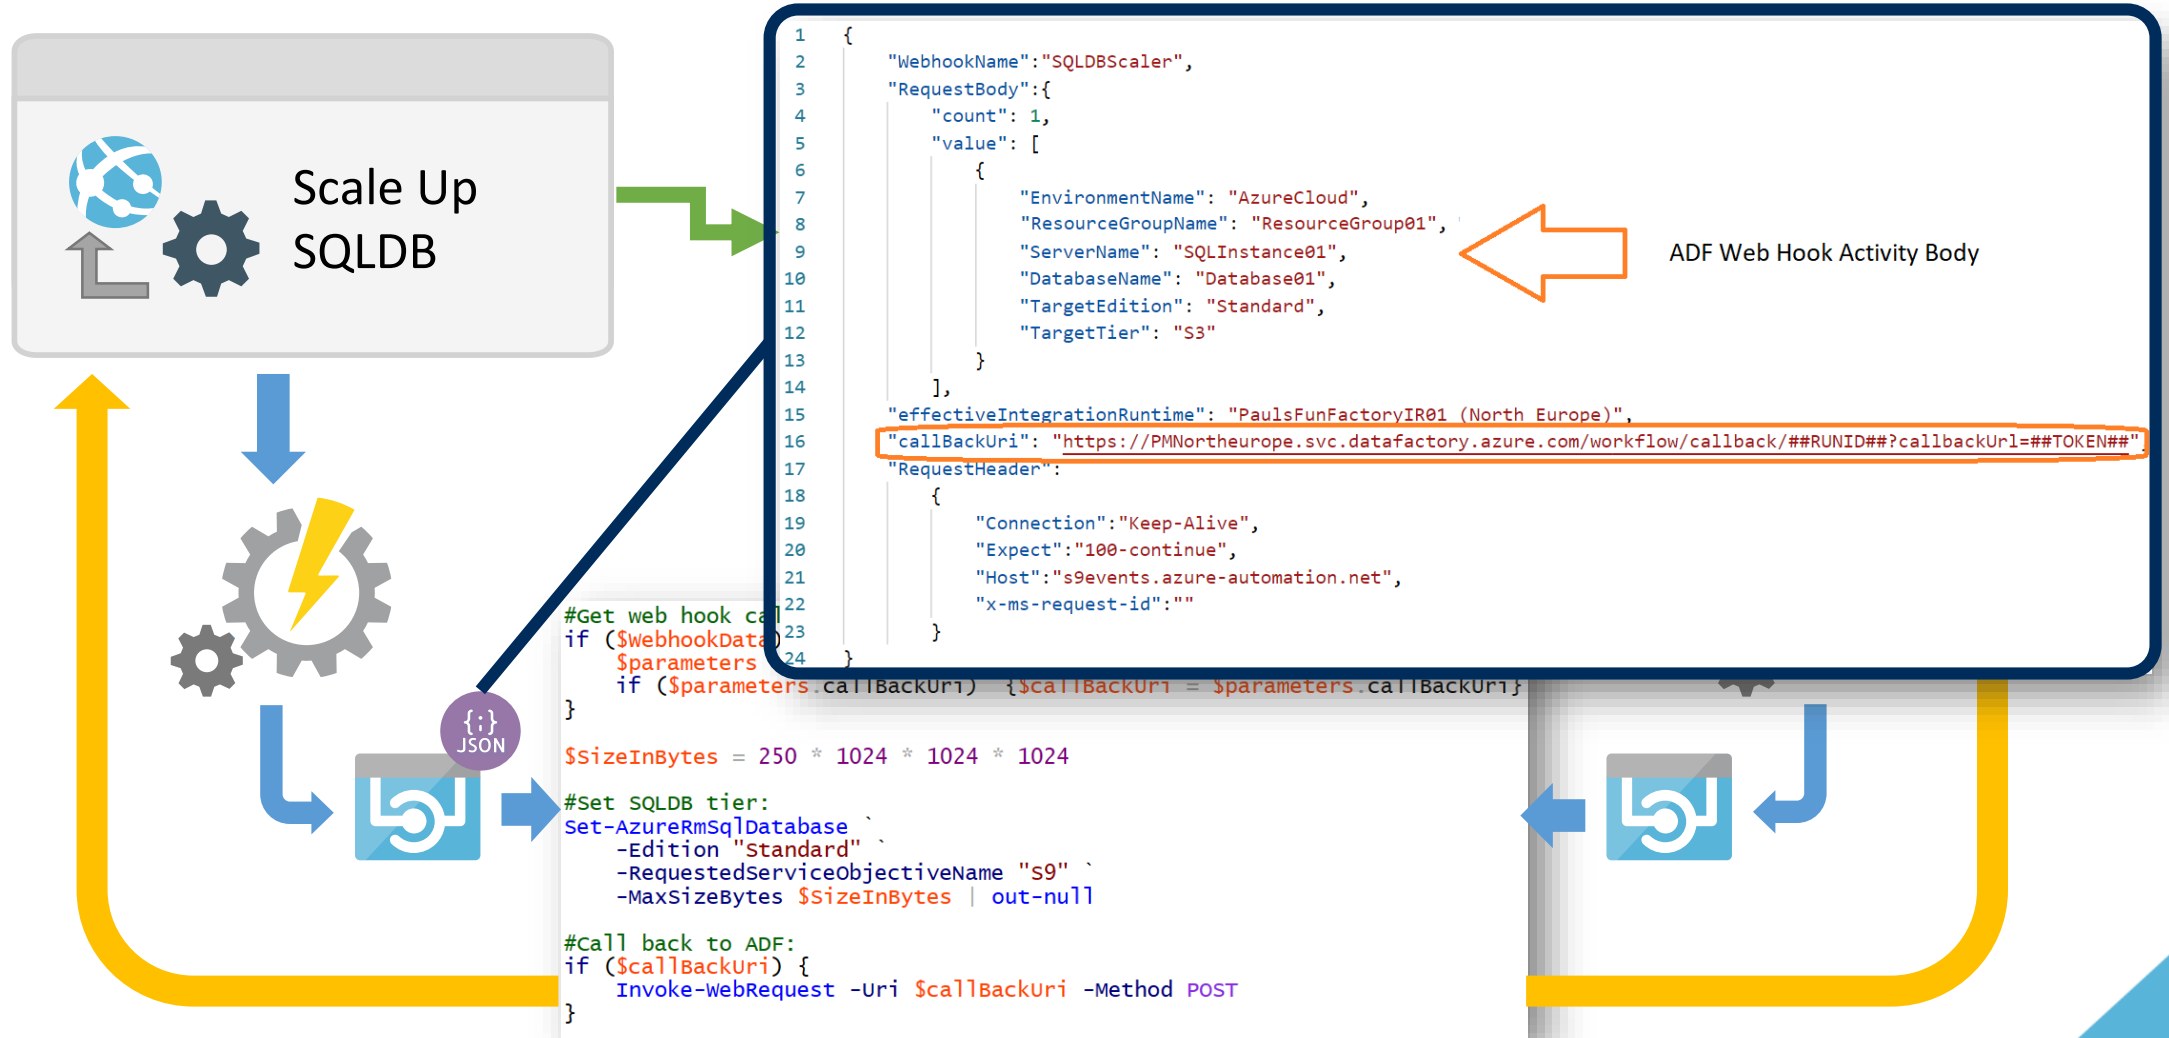 Scale Up
SQLDB
1 {
2 "WebhookName":"SQLDBScaler",
3 "RequestBody":{
4 "count": 1,
5 "value": [
6 {
7 "EnvironmentName": "AzureCloud",
8 "ResourceGroupName": "ResourceGroup01",
9 "ServerName": "SQLInstance01",
10 "DatabaseName": "Database01",
11 "TargetEdition": "Standard",
12 "TargetTier": "S3"
13 }
14 ],
15 "effectiveIntegrationRuntime": "PaulsFunFactoryIR01 (North Europe)",
16 "callBackUri": "https://PMNortheurope.svc.datafactory.azure.com/workflow/callback/##RUNID##?callbackUrl=##TOKEN##",
17 "RequestHeader":
18 {
19 "Connection":"Keep-Alive",
20 "Expect":"100-continue",
21 "Host":"s9events.azure-automation.net",
22 "x-ms-request-id":""
23 }
24 }
ADF Web Hook Activity Body
{;}
JSON
#Get web hook cal
if ($WebhookData)
$parameters
if ($parameters.callBackUri) {$callBackUri = $parameters.callBackUri}
}
$SizeInBytes = 250 * 1024 * 1024 * 1024
#Set SQLDB tier:
Set-AzureRmSqlDatabase `
-Edition "Standard" `
-RequestedServiceObjectiveName "S9" `
-MaxSizeBytes $SizeInBytes | out-null
#Call back to ADF:
if ($callBackUri) {
Invoke-WebRequest -Uri $callBackUri -Method POST
}